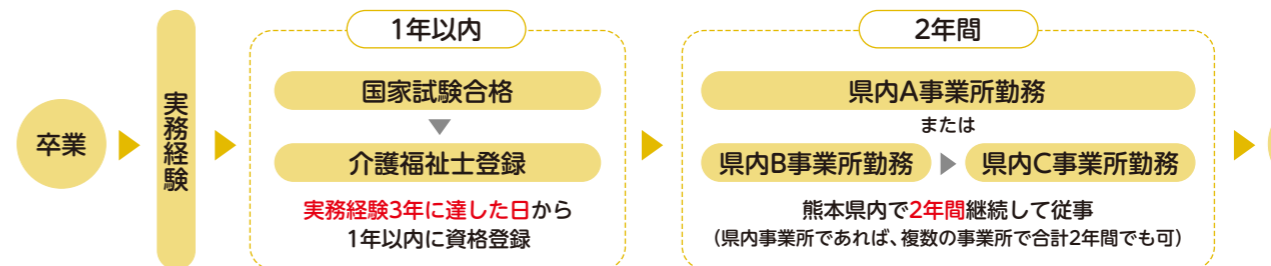 卒業
実務経験
1年以内
国家試験合格
介護福祉士登録
実務経験3年に達した日から
1年以内に資格登録
2年間
県内A事業所勤務
または
県内B事業所勤務
県内C事業所勤務
熊本県内で2年間継続して従事
（県内事業所であれば、複数の事業所で合計2年間でも可）